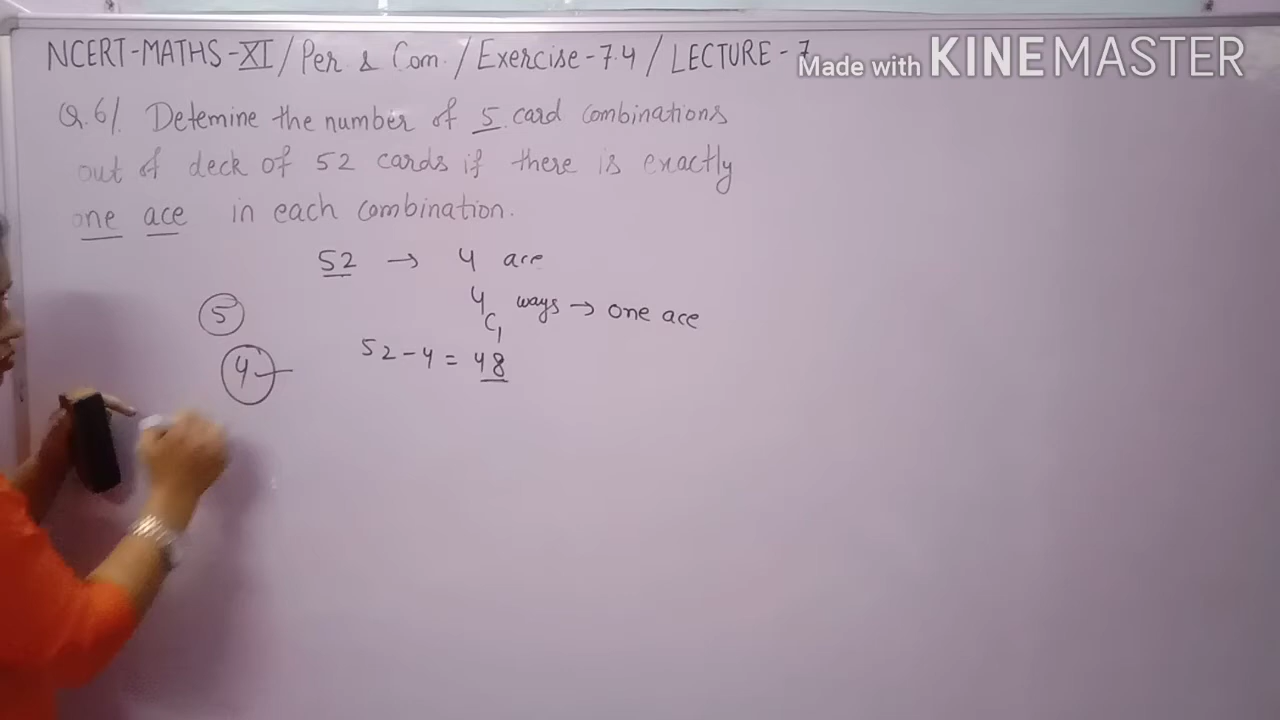 NCERT-MATHS-XI / Per & Com. / Exercise-7.4 / LECTURE - 7
Made with KINEMASTER
Q.6/. Detemine the number of 5 card combinations
out of deck of 52 cards if there is exactly
one ace in each combination.
52 → 4 ace
5
4C1 ways → one ace
4
52 - 4 = 48